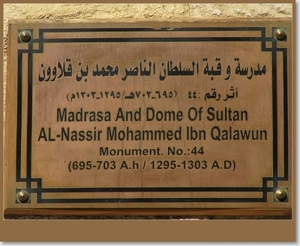 مدرسة و قبة السلطان الناصر محمد بن قلاوون
أثر رقم: ٤٤
(٦٩٥-٧٠٣هـ/١٢٩٥-١٣٠٣م)
Madrasa And Dome Of Sultan
AL-Nassir Mohammed Ibn Qalawun
Monument. No.:44
(695-703 A.h / 1295-1303 A.D)